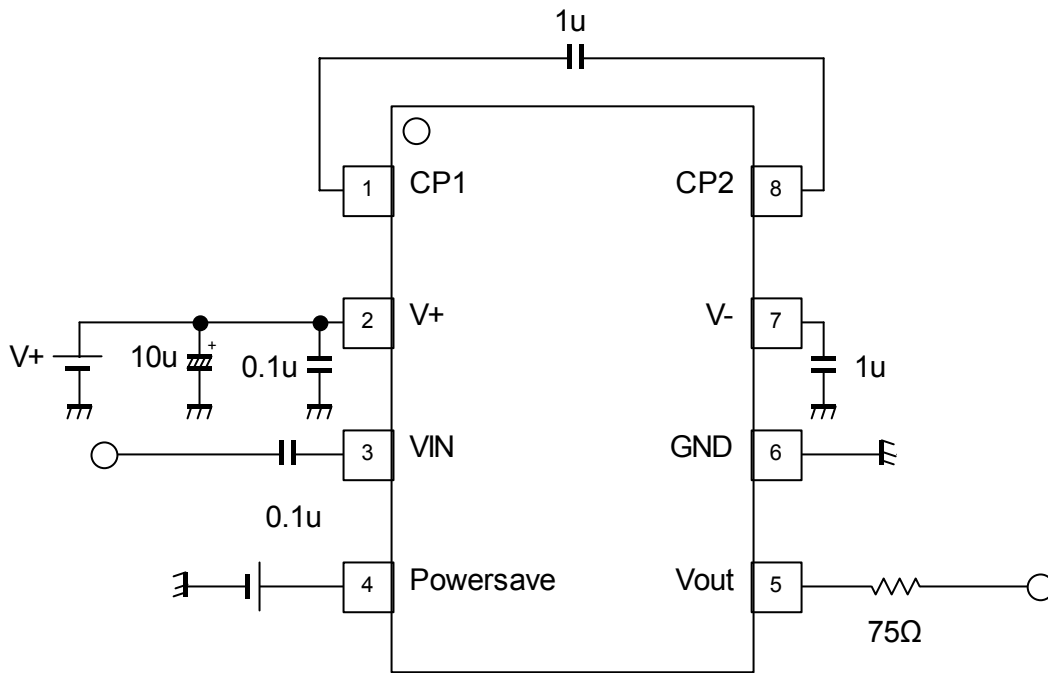 1u
1 CP1 CP2 8
2 V+ V- 7
V+ 10u + 0.1u 1u
3 VIN GND 6
0.1u
4 Powersave Vout 5
75Ω